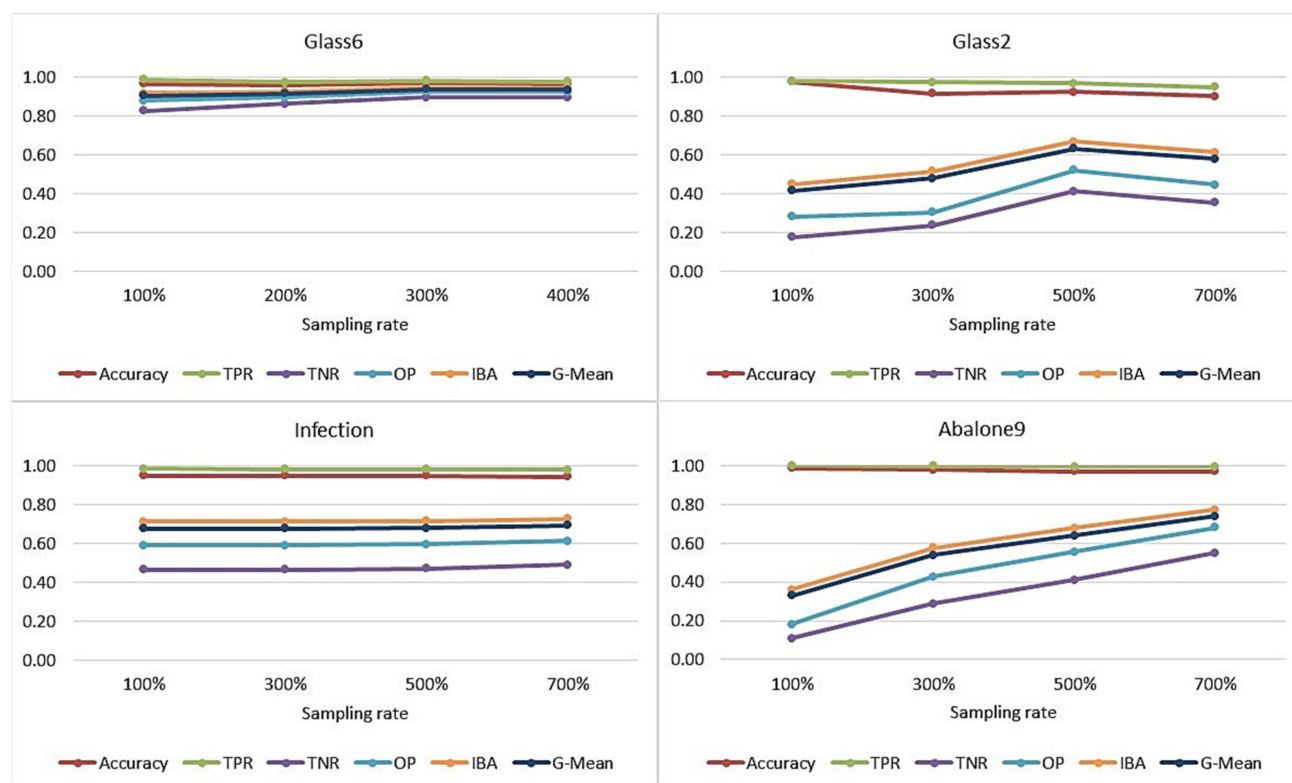 Glass6
1.00
0.80
0.60
0.40
0.20
0.00
100% 200% 300% 400%
Sampling rate
Accuracy TPR TNR OP IBA G-Mean
Glass2
1.00
0.80
0.60
0.40
0.20
0.00
100% 300% 500% 700%
Sampling rate
Accuracy TPR TNR OP IBA G-Mean
Infection
1.00
0.80
0.60
0.40
0.20
0.00
100% 300% 500% 700%
Sampling rate
Accuracy TPR TNR OP IBA G-Mean
Abalone9
1.00
0.80
0.60
0.40
0.20
0.00
100% 300% 500% 700%
Sampling rate
Accuracy TPR TNR OP IBA G-Mean